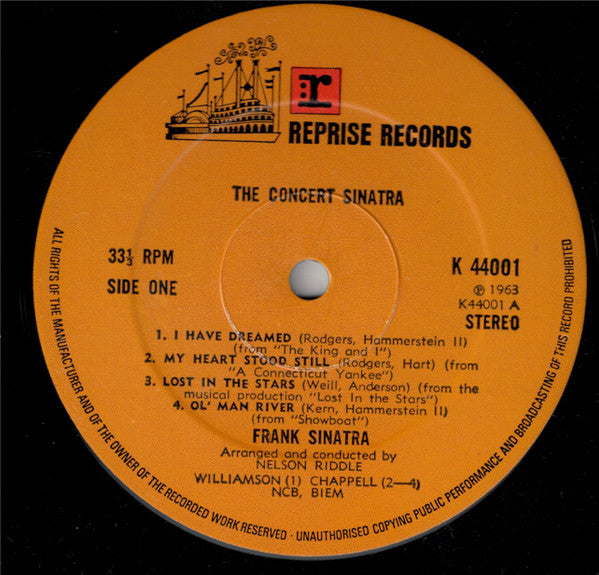 r
REPRISE RECORDS
THE CONCERT SINATRA
33⅓ RPM
SIDE ONE
K 44001
℗ 1963
K44001 A
STEREO
1. I HAVE DREAMED (Rodgers, Hammerstein II)
(from "The King and I")
2. MY HEART STOOD STILL (Rodgers, Hart) (from
"A Connecticut Yankee")
3. LOST IN THE STARS (Weill, Anderson) (from the
musical production "Lost In the Stars")
4. OL' MAN RIVER (Kern, Hammerstein II)
(from "Showboat")
FRANK SINATRA
Arranged and conducted by
NELSON RIDDLE
WILLIAMSON (1) CHAPPELL (2—4)
NCB, BIEM
ALL RIGHTS OF THE MANUFACTURER AND OF THE OWNER OF THE RECORDED WORK RESERVED · UNAUTHORISED COPYING PUBLIC PERFORMANCE AND BROADCASTING OF THIS RECORD PROHIBITED